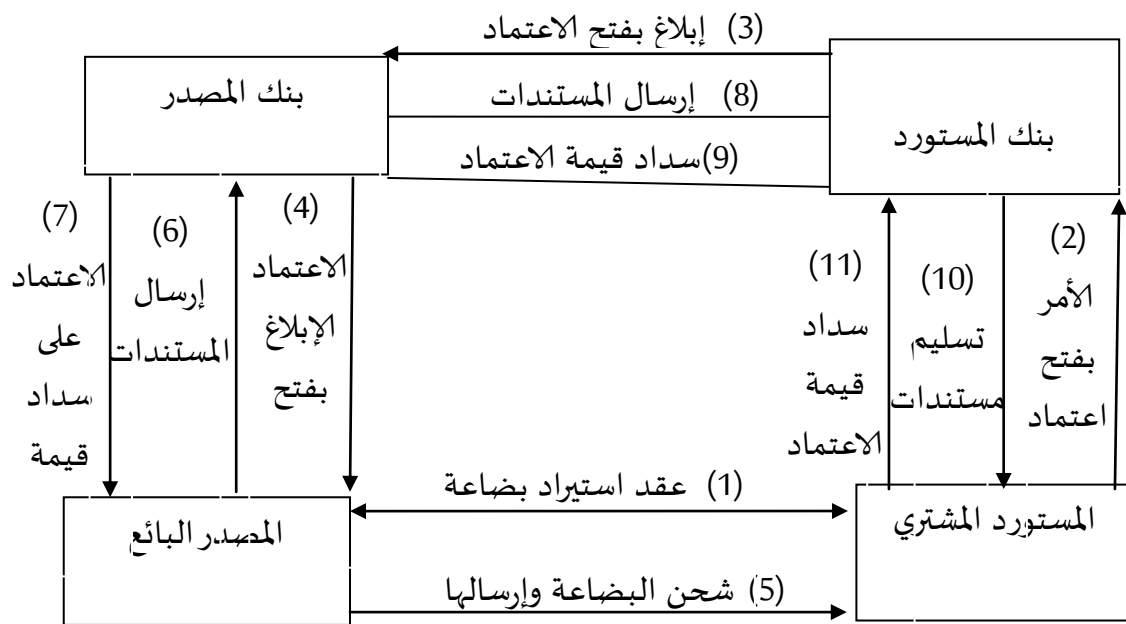 (3) إبلاغ بفتح الاعتماد
بنك المصدر
(8) إرسال المستندات
بنك المستورد
(9)سداد قيمة الاعتماد
(2)
الأمر
بفتح
اعتماد
(10)
تسليم
مستندات
(11)
سداد
قيمة
الاعتماد
(4)
الاعتماد
الإبلاغ
بفتح
(6)
إرسال
المستندات
(7)
الاعتماد
على
سداد
قيمة
(1) عقد استيراد بضاعة
المستورد المشتري
المصدر البائع
(5) شحن البضاعة وإرسالها